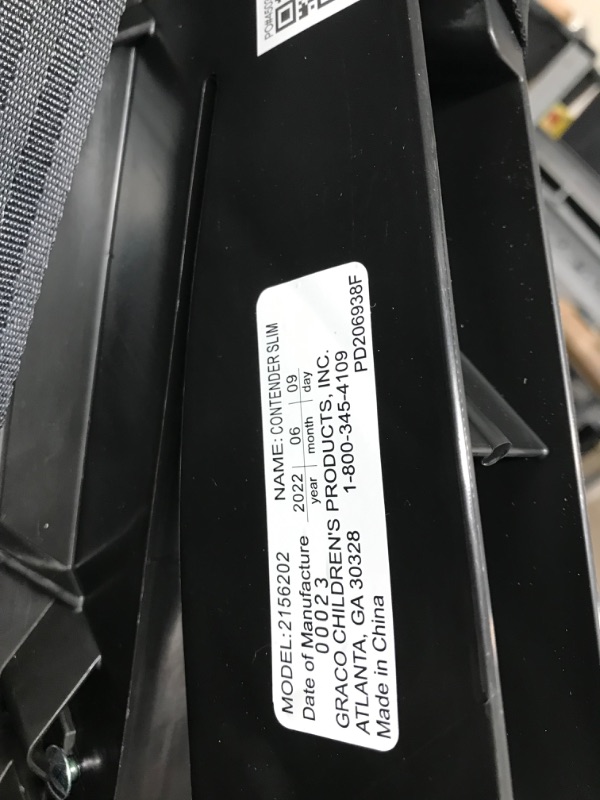 MODEL: 2156202 NAME: CONTENDER SLIM
Date of Manufacture 2022 06 09
year month day
00023
GRACO CHILDREN'S PRODUCTS, INC.
ATLANTA, GA 30328 1-800-345-4109
Made in China PD206938F